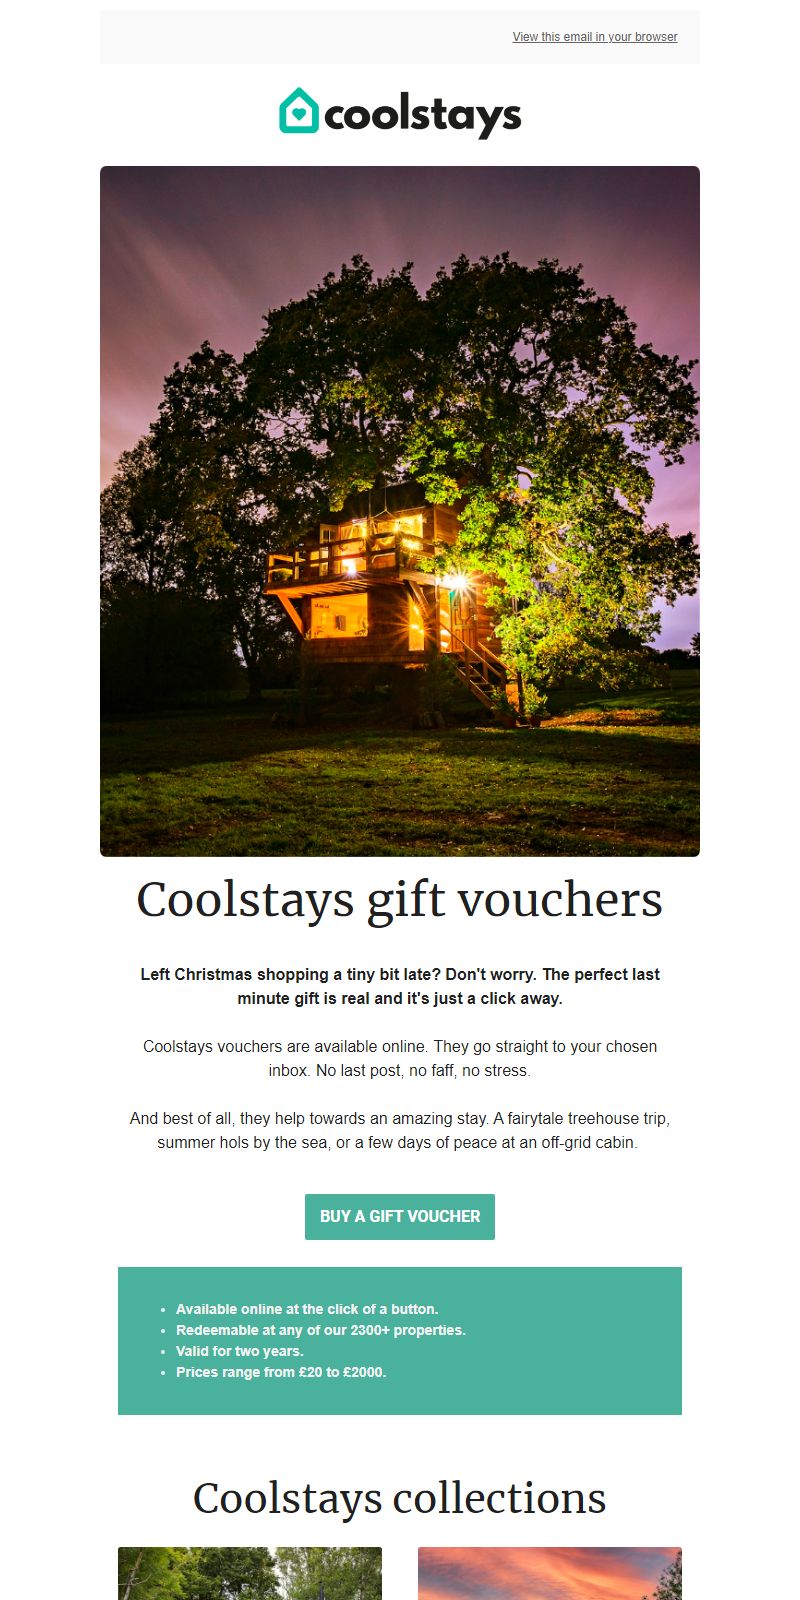 View this email in your browser
coolstays
Coolstays gift vouchers
Left Christmas shopping a tiny bit late? Don't worry. The perfect last
minute gift is real and it's just a click away.
Coolstays vouchers are available online. They go straight to your chosen
inbox. No last post, no faff, no stress.
And best of all, they help towards an amazing stay. A fairytale treehouse trip,
summer hols by the sea, or a few days of peace at an off-grid cabin.
BUY A GIFT VOUCHER
• Available online at the click of a button.
• Redeemable at any of our 2300+ properties.
• Valid for two years.
• Prices range from £20 to £2000.
Coolstays collections